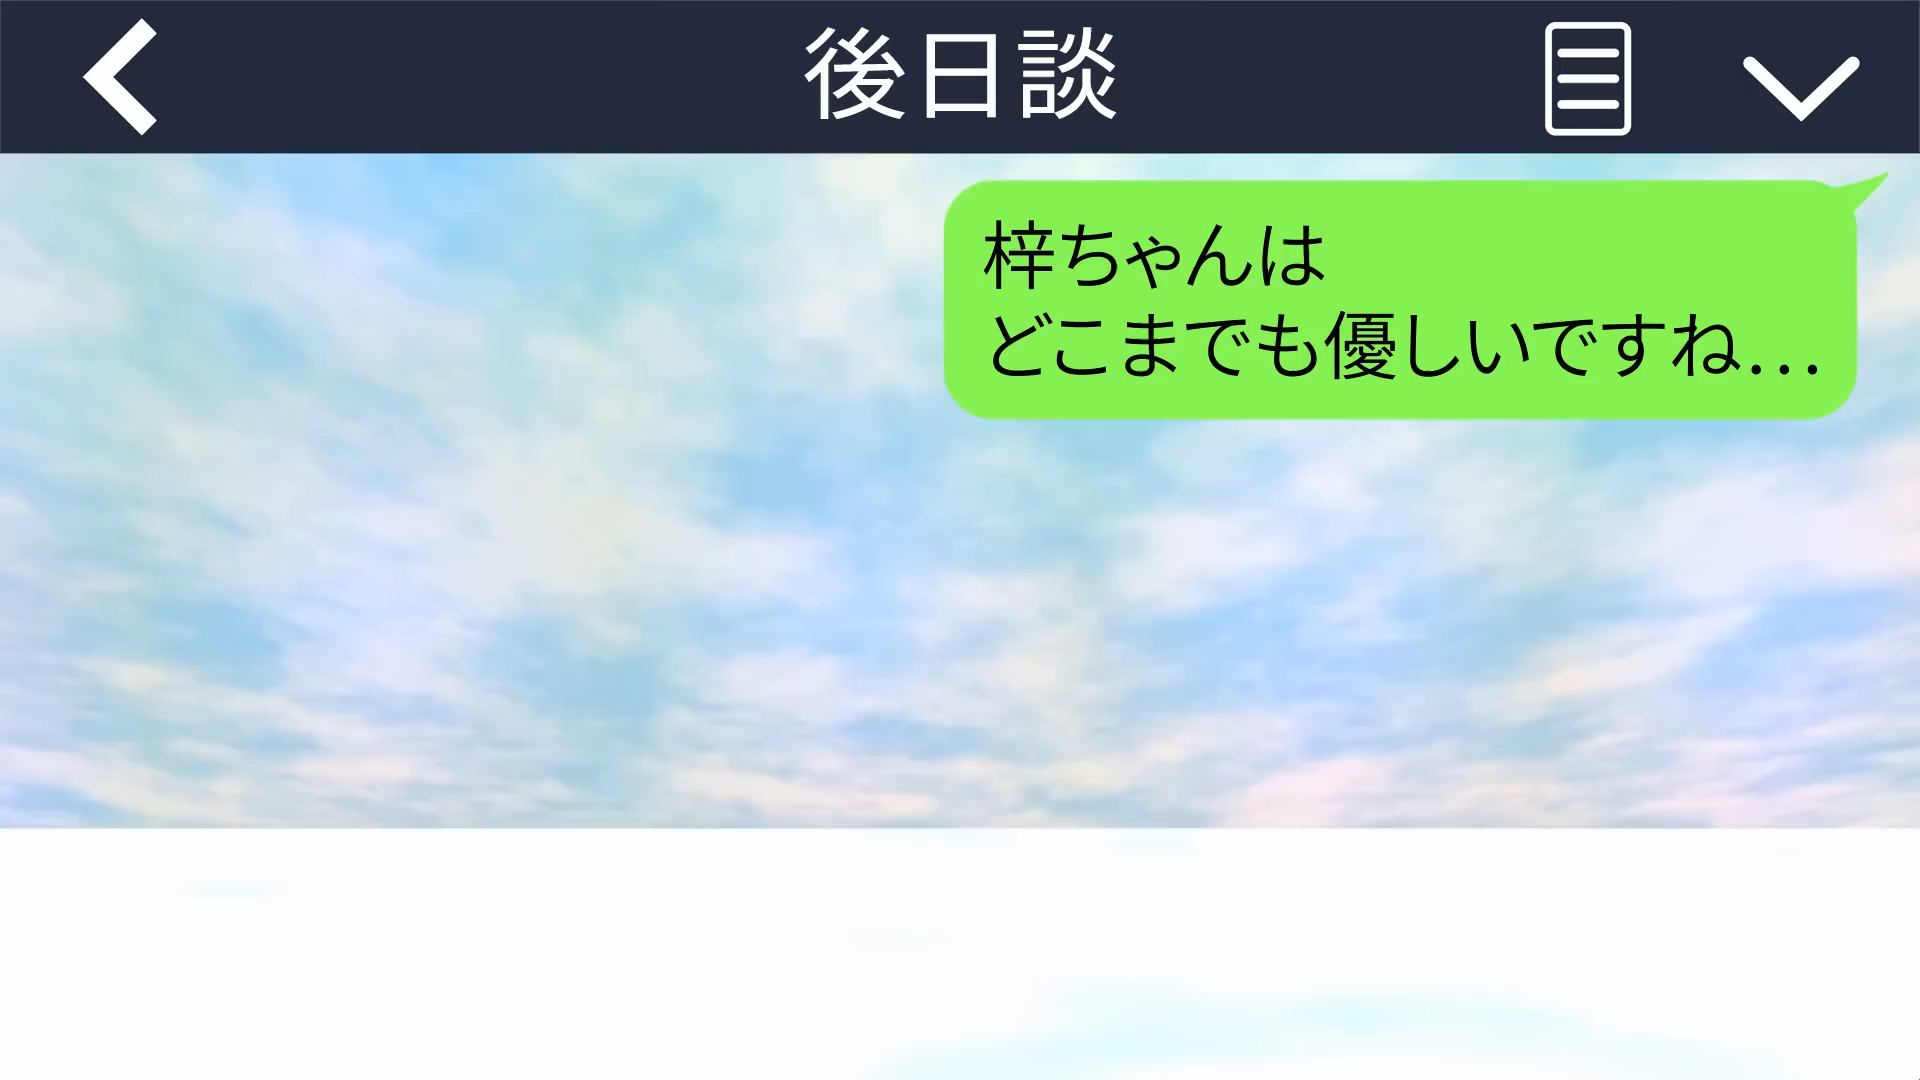 後日談
梓ちゃんは
どこまでも優しいですね…